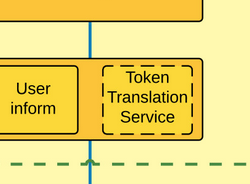 User
inform
Token
Translation
Service